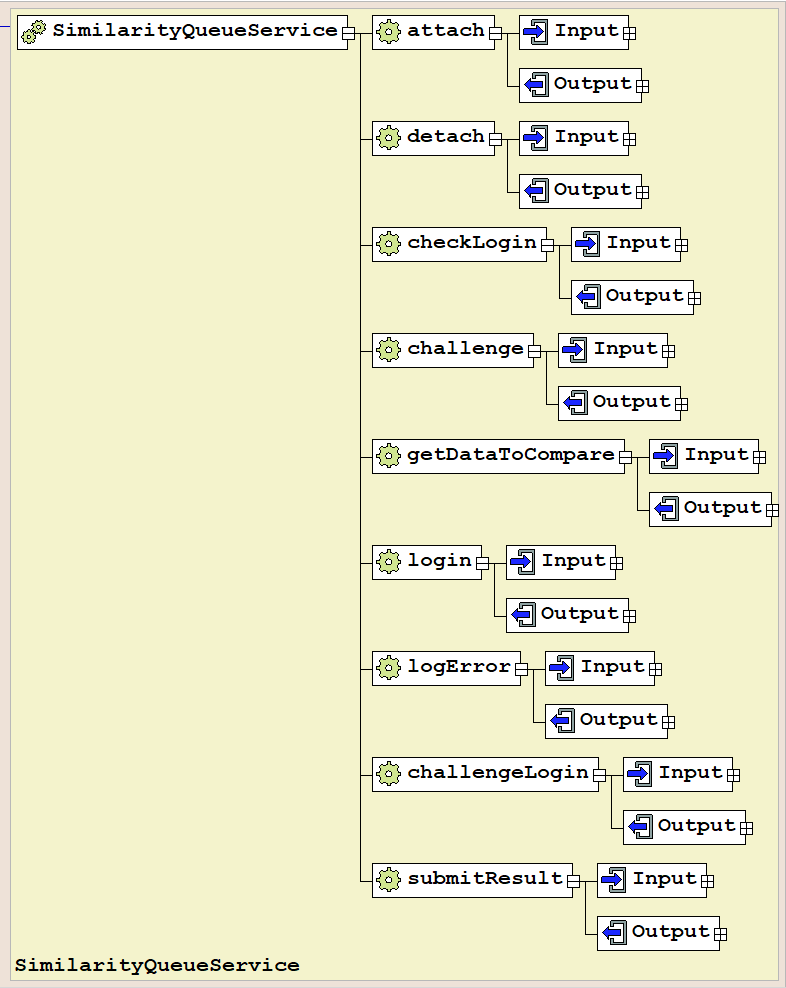 SimilarityQueueService
attach
Input
Output
detach
Input
Output
checkLogin
Input
Output
challenge
Input
Output
getDataToCompare
Input
Output
login
Input
Output
logError
Input
Output
challengeLogin
Input
Output
submitResult
Input
Output
SimilarityQueueService